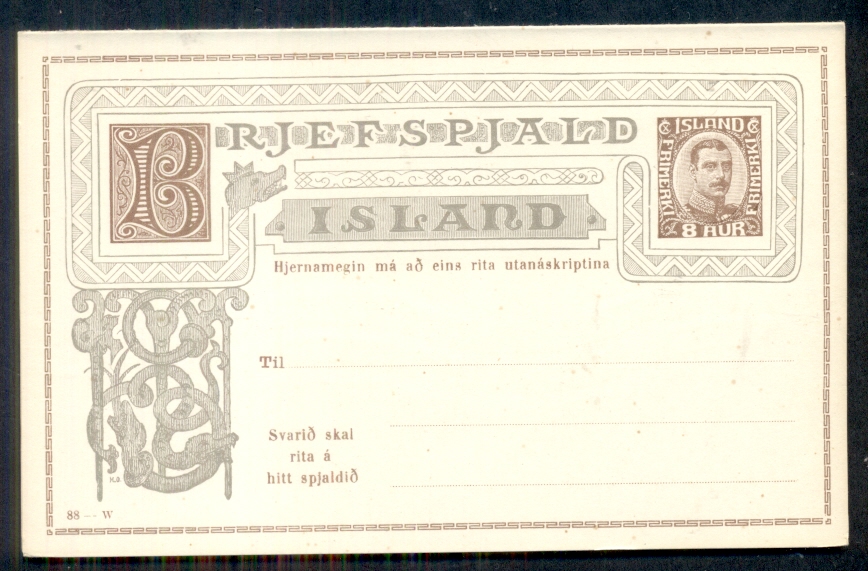 BRJEFSPJALD
ISLAND
ISLAND
FRIMERKI
FRIMERKI
8 AUR
Hjernamegin má að eins rita utanáskriptina
Til
Svarið skal
rita á
hitt spjaldið
88 — W